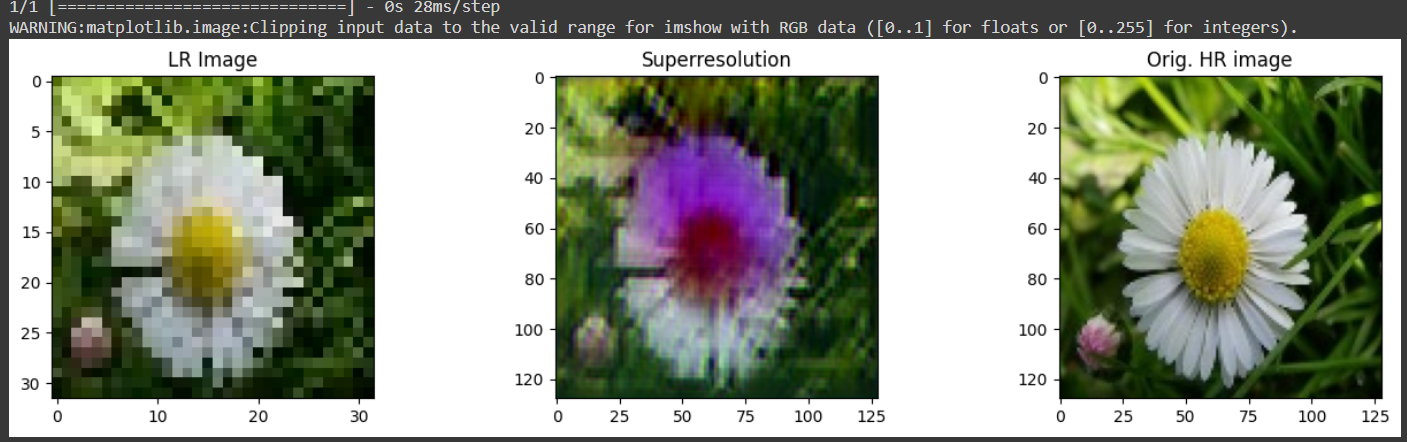 1/1 [==============================] - 0s 28ms/step
WARNING:matplotlib.image:Clipping input data to the valid range for imshow with RGB data ([0..1] for floats or [0..255] for integers).
LR Image
0
5
10
15
20
25
30
0 10 20 30
Superresolution
0
20
40
60
80
100
120
0 25 50 75 100 125
Orig. HR image
0
20
40
60
80
100
120
0 25 50 75 100 125